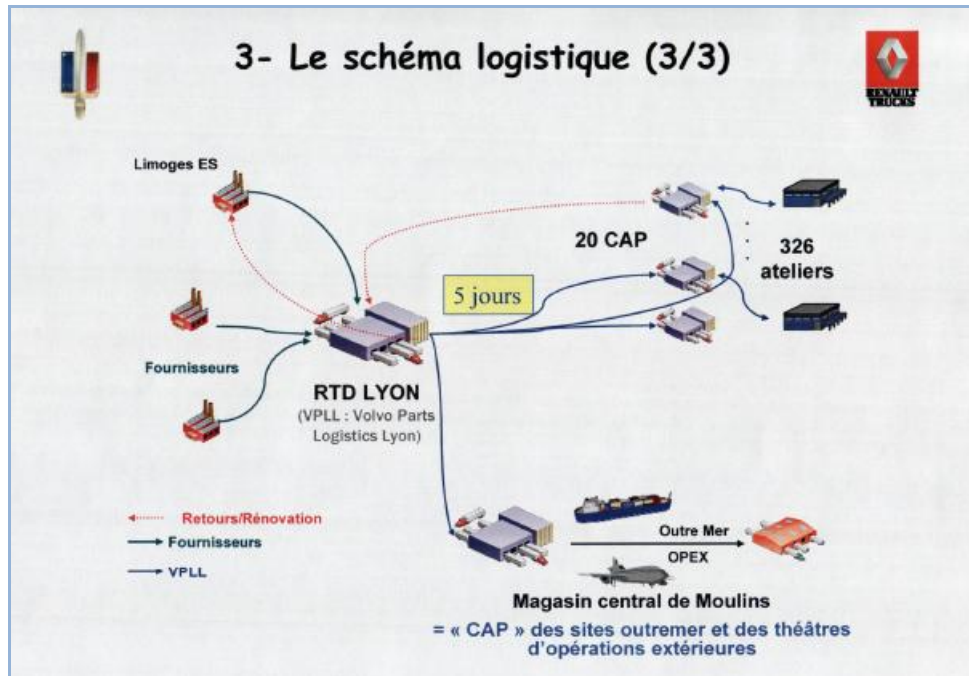 3- Le schéma logistique (3/3)
RENAULT
TRUCKS
Limoges ES
20 CAP
326
ateliers
5 jours
Fournisseurs
RTD LYON
(VPLL : Volvo Parts
Logistics Lyon)
Retours/Rénovation
Fournisseurs
VPLL
Outre Mer
OPEX
Magasin central de Moulins
= « CAP » des sites outremer et des théâtres
d'opérations extérieures